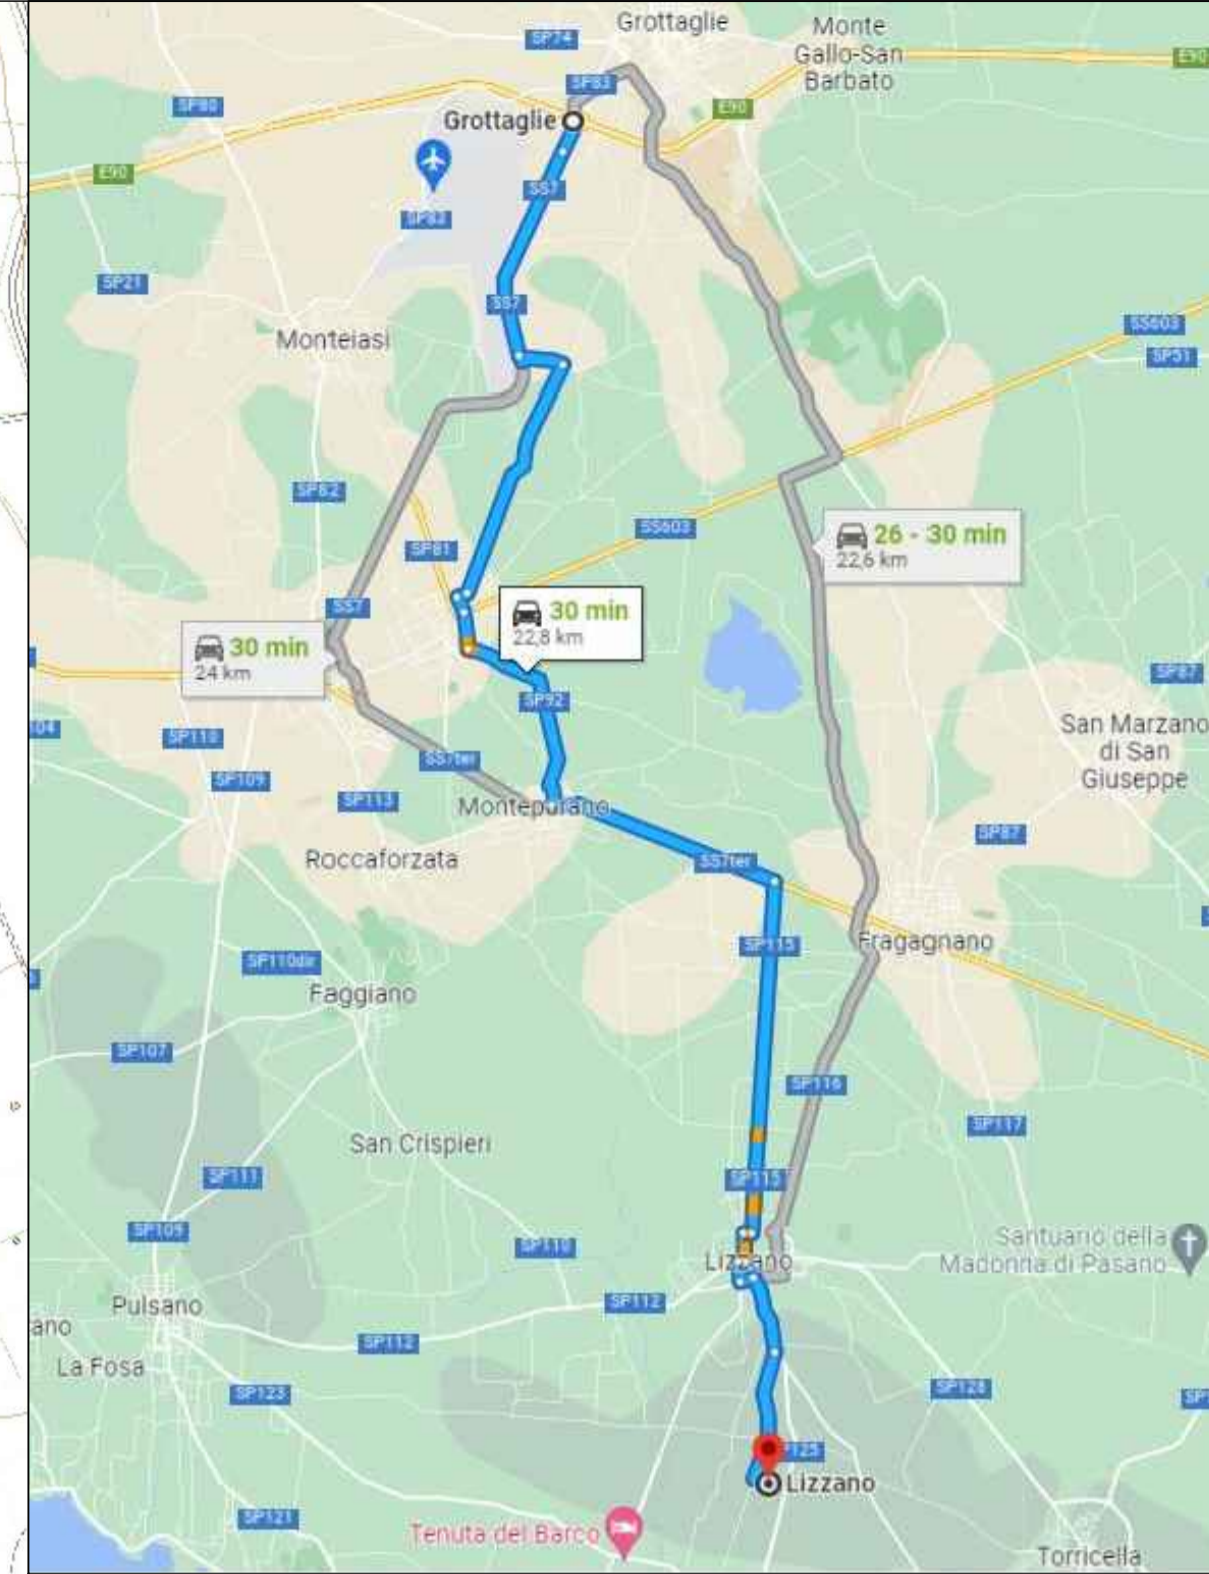 Grottaglie
SP74
Monte
Gallo-San
Barbato
E90
SP83
SP80
E90
Grottaglie
E90
SS7
SP83
SP21
SS7
SS603
Monteiasi
SP51
SP82
SS603
26 - 30 min
22,6 km
SP81
SS7
30 min
22,8 km
30 min
24 km
SP87
SP92
San Marzano
di San
Giuseppe
SP110
SS7ter
SP109
SP113
Monteparano
SP87
Roccaforzata
SS7ter
Fragagnano
SP115
SP110dir
Faggiano
SP107
SP116
SP117
San Crispieri
SP111
SP115
SP109
SP110
Santuario della
Madonna di Pasano
Lizzano
SP112
Pulsano
ano
SP112
La Fosa
SP123
SP128
P125
Lizzano
SP121
Tenuta del Barco
Torricella